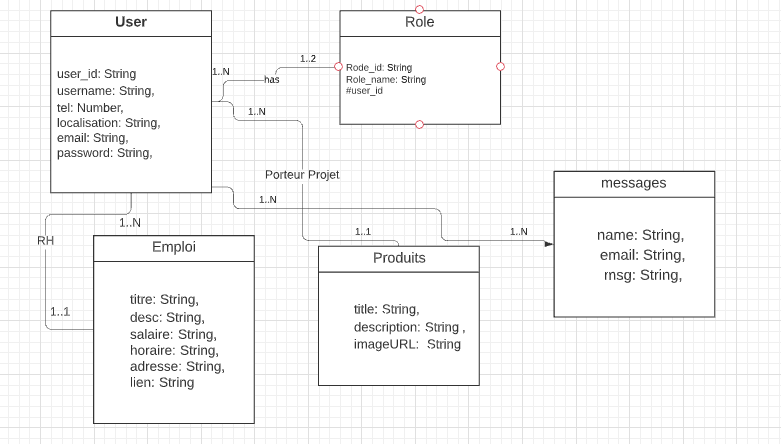 User
user_id: String
username: String,
tel: Number,
localisation: String,
email: String,
password: String,
1..N
has
1..2
Role
Rode_id: String
Role_name: String
#user_id
1..N
Porteur Projet
1..1
1..N
1..N
messages
name: String,
email: String,
msg: String,
1..N
RH
1..1
Emploi
titre: String,
desc: String,
salaire: String,
horaire: String,
adresse: String,
lien: String
Produits
title: String,
description: String ,
imageURL: String